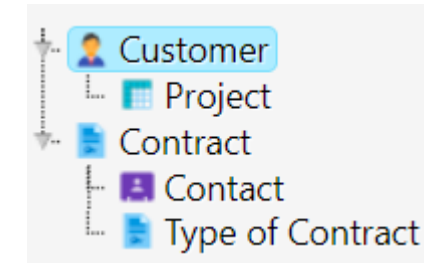 Customer
Project
Contract
Contact
Type of Contract